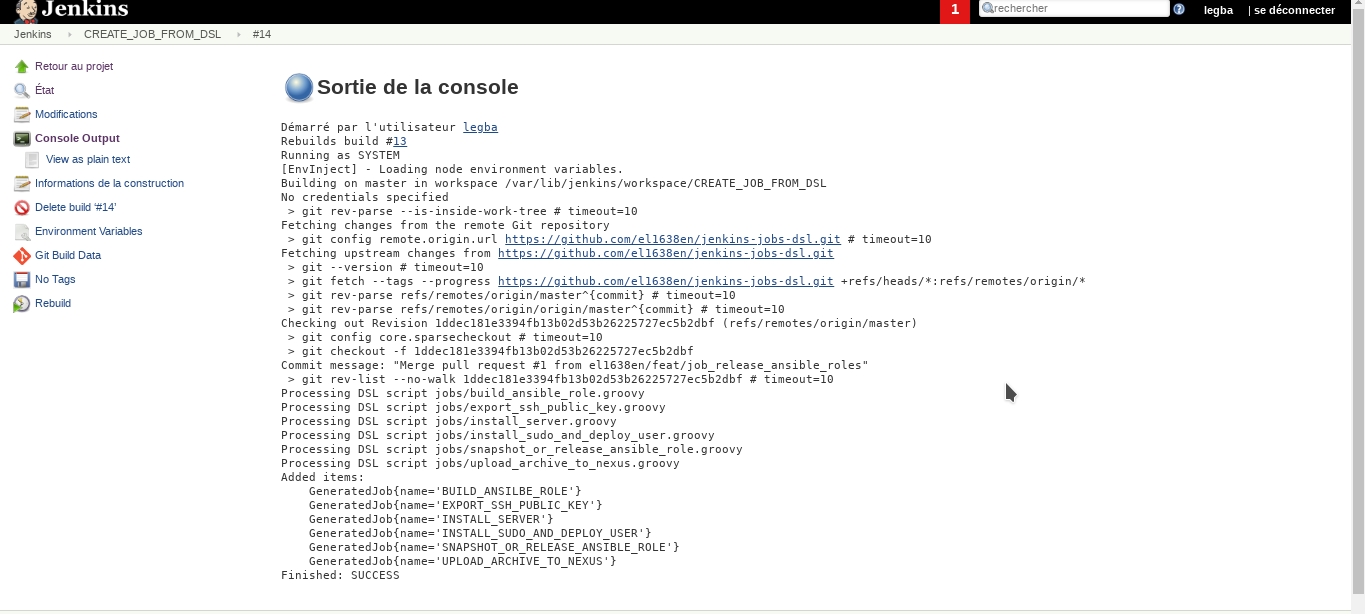 Jenkins
1
rechercher
legba
| se déconnecter
Jenkins
CREATE_JOB_FROM_DSL
#14
Retour au projet
État
Modifications
Console Output
View as plain text
Informations de la construction
Delete build '#14'
Environment Variables
Git Build Data
No Tags
Rebuild
Sortie de la console
Démarré par l'utilisateur legba
Rebuilds build #13
Running as SYSTEM
[EnvInject] - Loading node environment variables.
Building on master in workspace /var/lib/jenkins/workspace/CREATE_JOB_FROM_DSL
No credentials specified
 > git rev-parse --is-inside-work-tree # timeout=10
Fetching changes from the remote Git repository
 > git config remote.origin.url https://github.com/el1638en/jenkins-jobs-dsl.git # timeout=10
Fetching upstream changes from https://github.com/el1638en/jenkins-jobs-dsl.git
 > git --version # timeout=10
 > git fetch --tags --progress https://github.com/el1638en/jenkins-jobs-dsl.git +refs/heads/*:refs/remotes/origin/*
 > git rev-parse refs/remotes/origin/master^{commit} # timeout=10
 > git rev-parse refs/remotes/origin/origin/master^{commit} # timeout=10
Checking out Revision 1ddec181e3394fb13b02d53b26225727ec5b2dbf (refs/remotes/origin/master)
 > git config core.sparsecheckout # timeout=10
 > git checkout -f 1ddec181e3394fb13b02d53b26225727ec5b2dbf
Commit message: "Merge pull request #1 from el1638en/feat/job_release_ansible_roles"
 > git rev-list --no-walk 1ddec181e3394fb13b02d53b26225727ec5b2dbf # timeout=10
Processing DSL script jobs/build_ansible_role.groovy
Processing DSL script jobs/export_ssh_public_key.groovy
Processing DSL script jobs/install_server.groovy
Processing DSL script jobs/install_sudo_and_deploy_user.groovy
Processing DSL script jobs/snapshot_or_release_ansible_role.groovy
Processing DSL script jobs/upload_archive_to_nexus.groovy
Added items:
    GeneratedJob{name='BUILD_ANSILBE_ROLE'}
    GeneratedJob{name='EXPORT_SSH_PUBLIC_KEY'}
    GeneratedJob{name='INSTALL_SERVER'}
    GeneratedJob{name='INSTALL_SUDO_AND_DEPLOY_USER'}
    GeneratedJob{name='SNAPSHOT_OR_RELEASE_ANSIBLE_ROLE'}
    GeneratedJob{name='UPLOAD_ARCHIVE_TO_NEXUS'}
Finished: SUCCESS